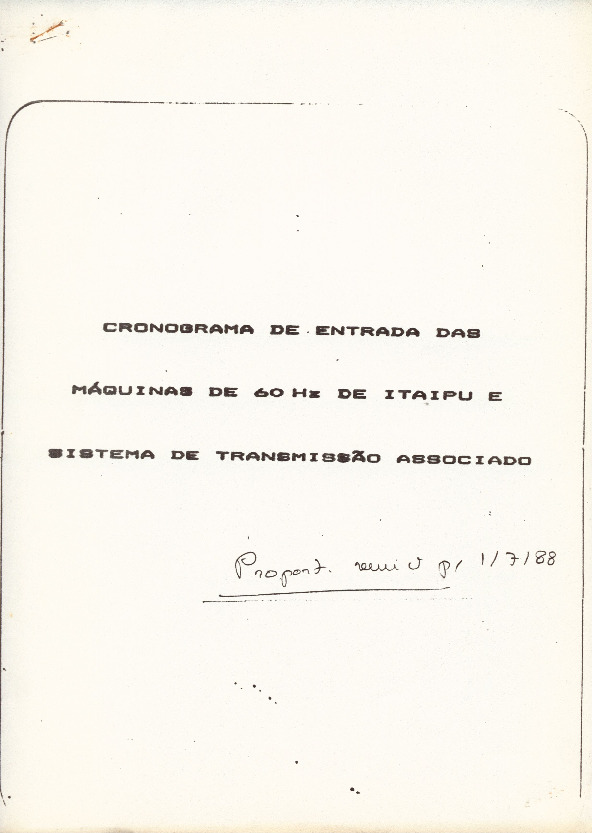 CRONOGRAMA DE ENTRADA DAS
MÁQUINAS DE 60 Hz DE ITAIPU E
SISTEMA DE TRANSMISSÃO ASSOCIADO
p/ 1/7/88